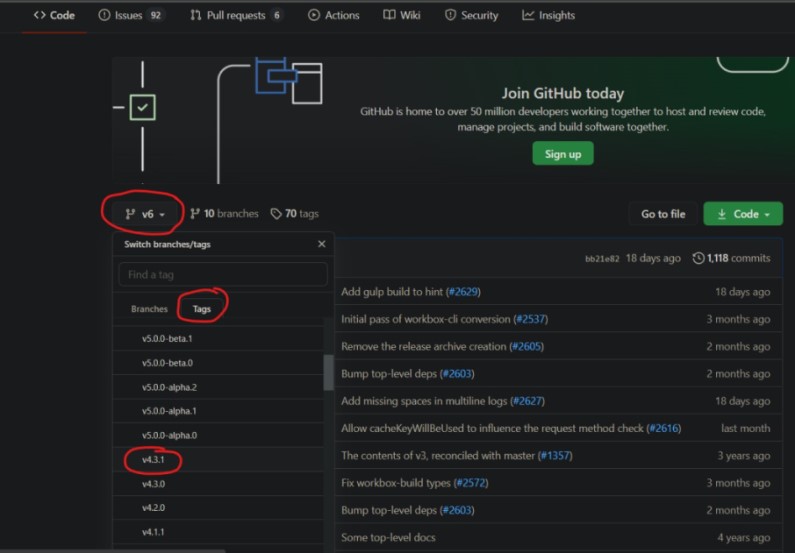 Code Issues 92 Pull requests 6 Actions Wiki Security Insights
Join GitHub today
GitHub is home to over 50 million developers working together to host and review code,
manage projects, and build software together.
Sign up
v6 10 branches 70 tags Go to file Code
Switch branches/tags
bb21e82 18 days ago 1,118 commits
Find a tag
Branches Tags
v5.0.0-beta.1
v5.0.0-beta.0
v5.0.0-alpha.2
v5.0.0-alpha.1
v5.0.0-alpha.0
v4.3.1
v4.3.0
v4.2.0
v4.1.1
Add gulp build to hint (#2629) 18 days ago
Initial pass of workbox-cli conversion (#2537) 3 months ago
Remove the release archive creation (#2605) 2 months ago
Bump top-level deps (#2603) 2 months ago
Add missing spaces in multiline logs (#2627) 18 days ago
Allow cacheKeyWillBeUsed to influence the request method check (#2616) last month
The contents of v3, reconciled with master (#1357) 3 years ago
Fix workbox-build types (#2572) 3 months ago
Bump top-level deps (#2603) 2 months ago
Some top-level docs 4 years ago